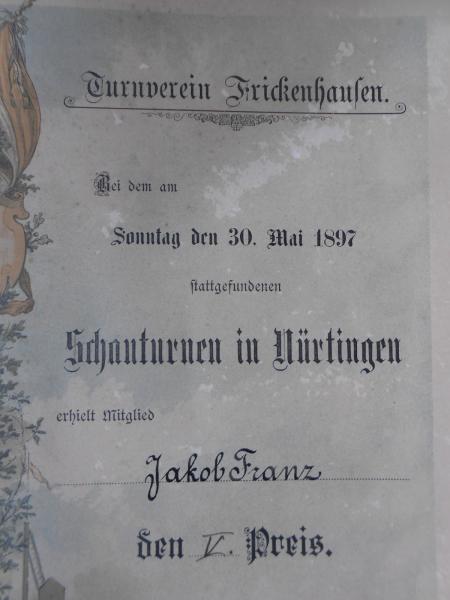 Turnverein Frickenhausen.
Bei dem am
Sonntag den 30. Mai 1897
stattgefundenen
Schauturnen in Nürtingen
erhielt Mitglied
Jakob Franz
den V. Preis.